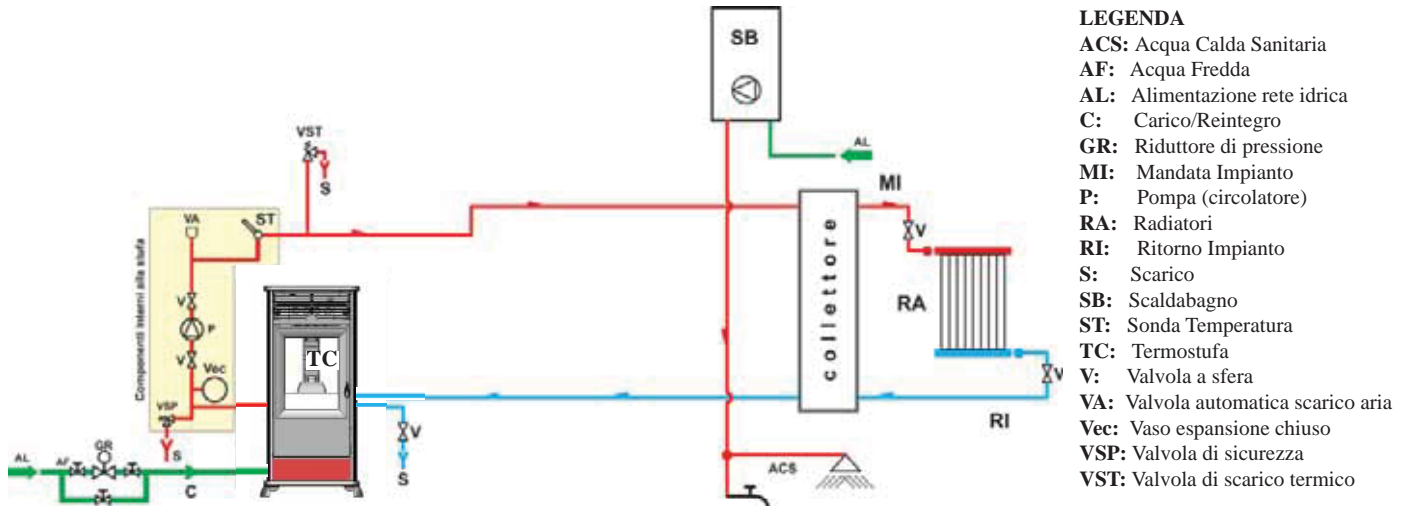 SB
VST
S
AL
MI
VA
ST
V
Componenti interni alla stufa
V
P
V
Vec
VSP
S
TC
RA
collettore
V
RI
V
S
AL
AF
GR
C
ACS
LEGENDA
ACS: Acqua Calda Sanitaria
AF: Acqua Fredda
AL: Alimentazione rete idrica
C: Carico/Reintegro
GR: Riduttore di pressione
MI: Mandata Impianto
P: Pompa (circolatore)
RA: Radiatori
RI: Ritorno Impianto
S: Scarico
SB: Scaldabagno
ST: Sonda Temperatura
TC: Termostufa
V: Valvola a sfera
VA: Valvola automatica scarico aria
Vec: Vaso espansione chiuso
VSP: Valvola di sicurezza
VST: Valvola di scarico termico